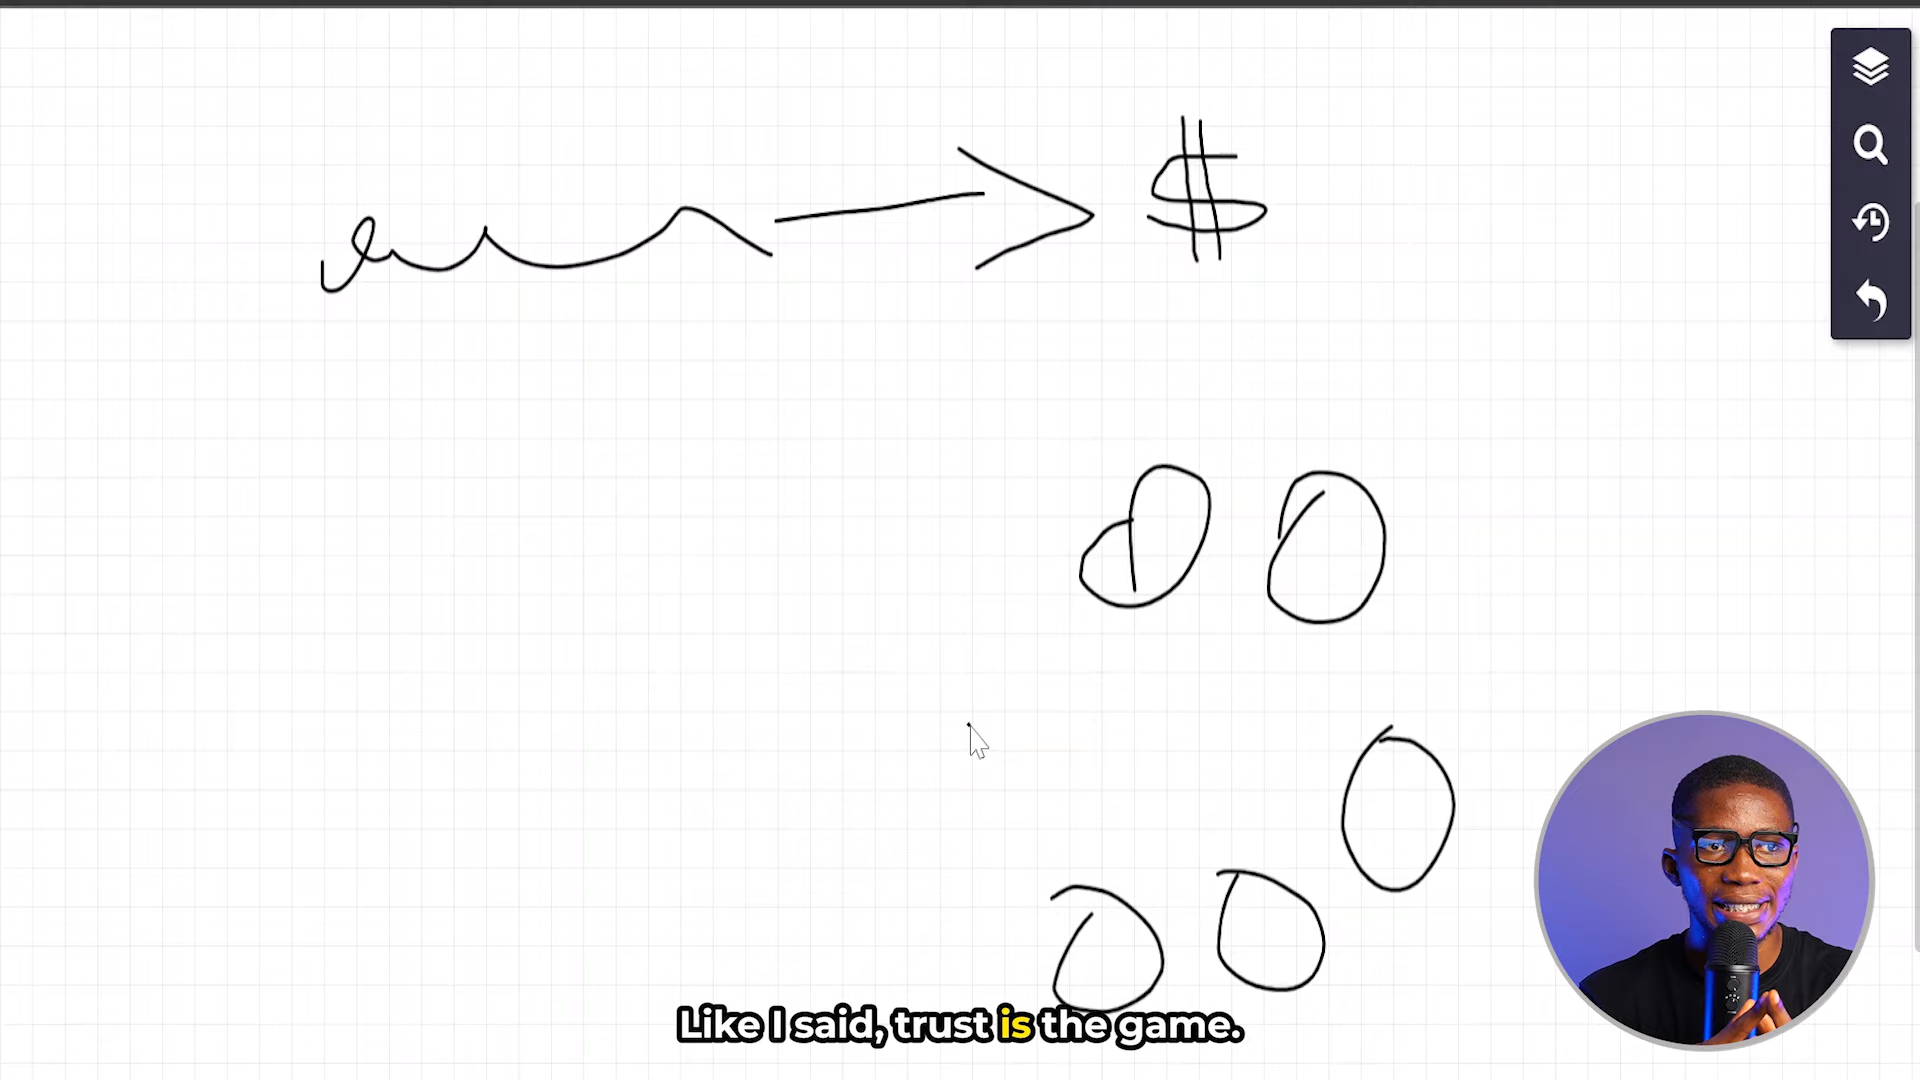 $
Like I said, trust is the game.